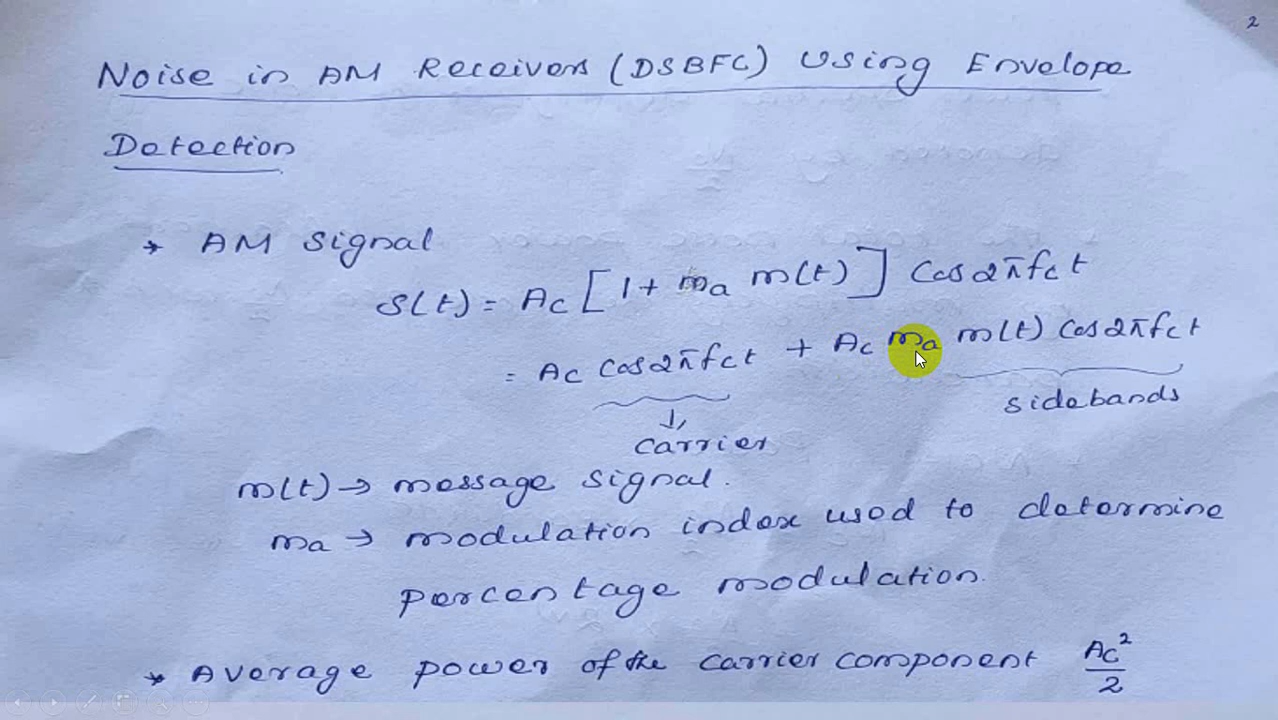 2
Noise in AM Receivers (DSBFC) Using Envelope
Detection
* AM signal
s(t) = Ac [1 + ma m(t)] Cos2πfct
= Ac Cos2πfct + Ac ma m(t) Cos2πfct
sidebands
↓
Carrier
m(t) → message signal.
ma → modulation index used to determine
percentage modulation.
* Average power of the carrier component Ac²/2